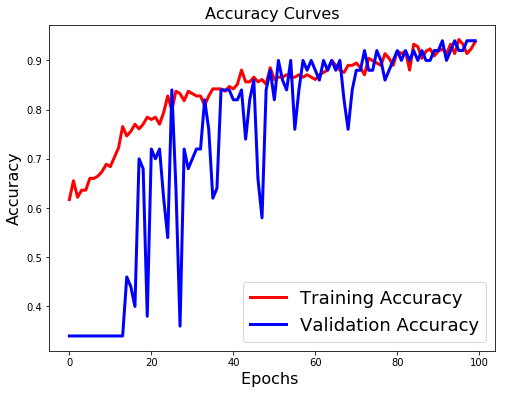 Accuracy Curves
Accuracy
0.9
0.8
0.7
0.6
0.5
0.4
Training Accuracy
Validation Accuracy
0 20 40 60 80 100
Epochs